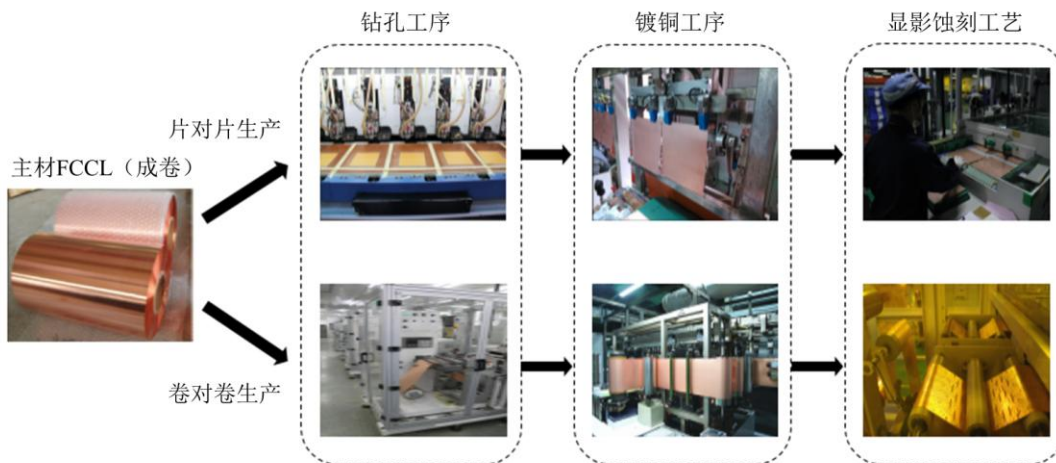 钻孔工序
镀铜工序
显影蚀刻工艺
片对片生产
主材FCCL（成卷）
卷对卷生产